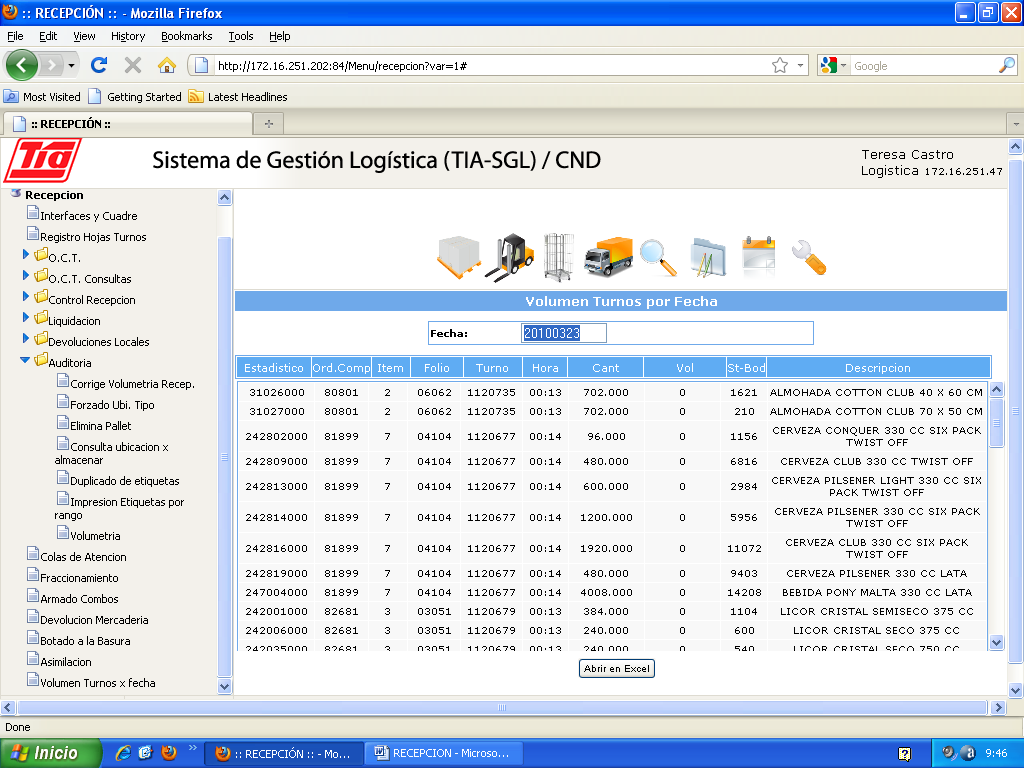 :: RECEPCIÓN :: - Mozilla Firefox
File Edit View History Bookmarks Tools Help
http://172.16.251.202:84/Menu/recepcion?var=1#
Google
Most Visited Getting Started Latest Headlines
:: RECEPCIÓN ::
Tia
Sistema de Gestión Logística (TIA-SGL) / CND
Teresa Castro
Logistica 172.16.251.47
Recepcion
Interfaces y Cuadre
Registro Hojas Turnos
O.C.T.
O.C.T. Consultas
Control Recepcion
Liquidacion
Devoluciones Locales
Auditoria
Corrige Volumetria Recep.
Forzado Ubi. Tipo
Elimina Pallet
Consulta ubicacion x
almacenar
Duplicado de etiquetas
Impresion Etiquetas por
rango
Volumetria
Colas de Atencion
Fraccionamiento
Armado Combos
Devolucion Mercaderia
Botado a la Basura
Asimilacion
Volumen Turnos x fecha
Volumen Turnos por Fecha
Fecha: 20100323
Estadistico Ord.Comp Item Folio Turno Hora Cant Vol St-Bod Descripcion
31026000 80801 2 06062 1120735 00:13 702.000 0 1621 ALMOHADA COTTON CLUB 40 X 60 CM
31027000 80801 2 06062 1120735 00:13 702.000 0 210 ALMOHADA COTTON CLUB 70 X 50 CM
242802000 81899 7 04104 1120677 00:14 96.000 0 1156 CERVEZA CONQUER 330 CC SIX PACK
TWIST OFF
242809000 81899 7 04104 1120677 00:14 480.000 0 6816 CERVEZA CLUB 330 CC TWIST OFF
242813000 81899 7 04104 1120677 00:14 600.000 0 2984 CERVEZA PILSENER LIGHT 330 CC SIX
PACK TWIST OFF
242814000 81899 7 04104 1120677 00:14 1200.000 0 5956 CERVEZA PILSENER 330 CC SIX PACK
TWIST OFF
242816000 81899 7 04104 1120677 00:14 1920.000 0 11072 CERVEZA CLUB 330 CC SIX PACK
TWIST OFF
242819000 81899 7 04104 1120677 00:14 480.000 0 9403 CERVEZA PILSENER 330 CC LATA
247004000 81899 7 04104 1120677 00:14 4008.000 0 14208 BEBIDA PONY MALTA 330 CC LATA
242001000 82681 3 03051 1120679 00:13 384.000 0 1104 LICOR CRISTAL SEMISECO 375 CC
242006000 82681 3 03051 1120679 00:13 240.000 0 600 LICOR CRISTAL SECO 375 CC
242035000 82681 3 03051 1120679 00:13 240.000 0 540 LICOR CRISTAL SECO 750 CC
Abrir en Excel
Done
Inicio
:: RECEPCIÓN :: - Mo...
RECEPCION - Microso...
9:46